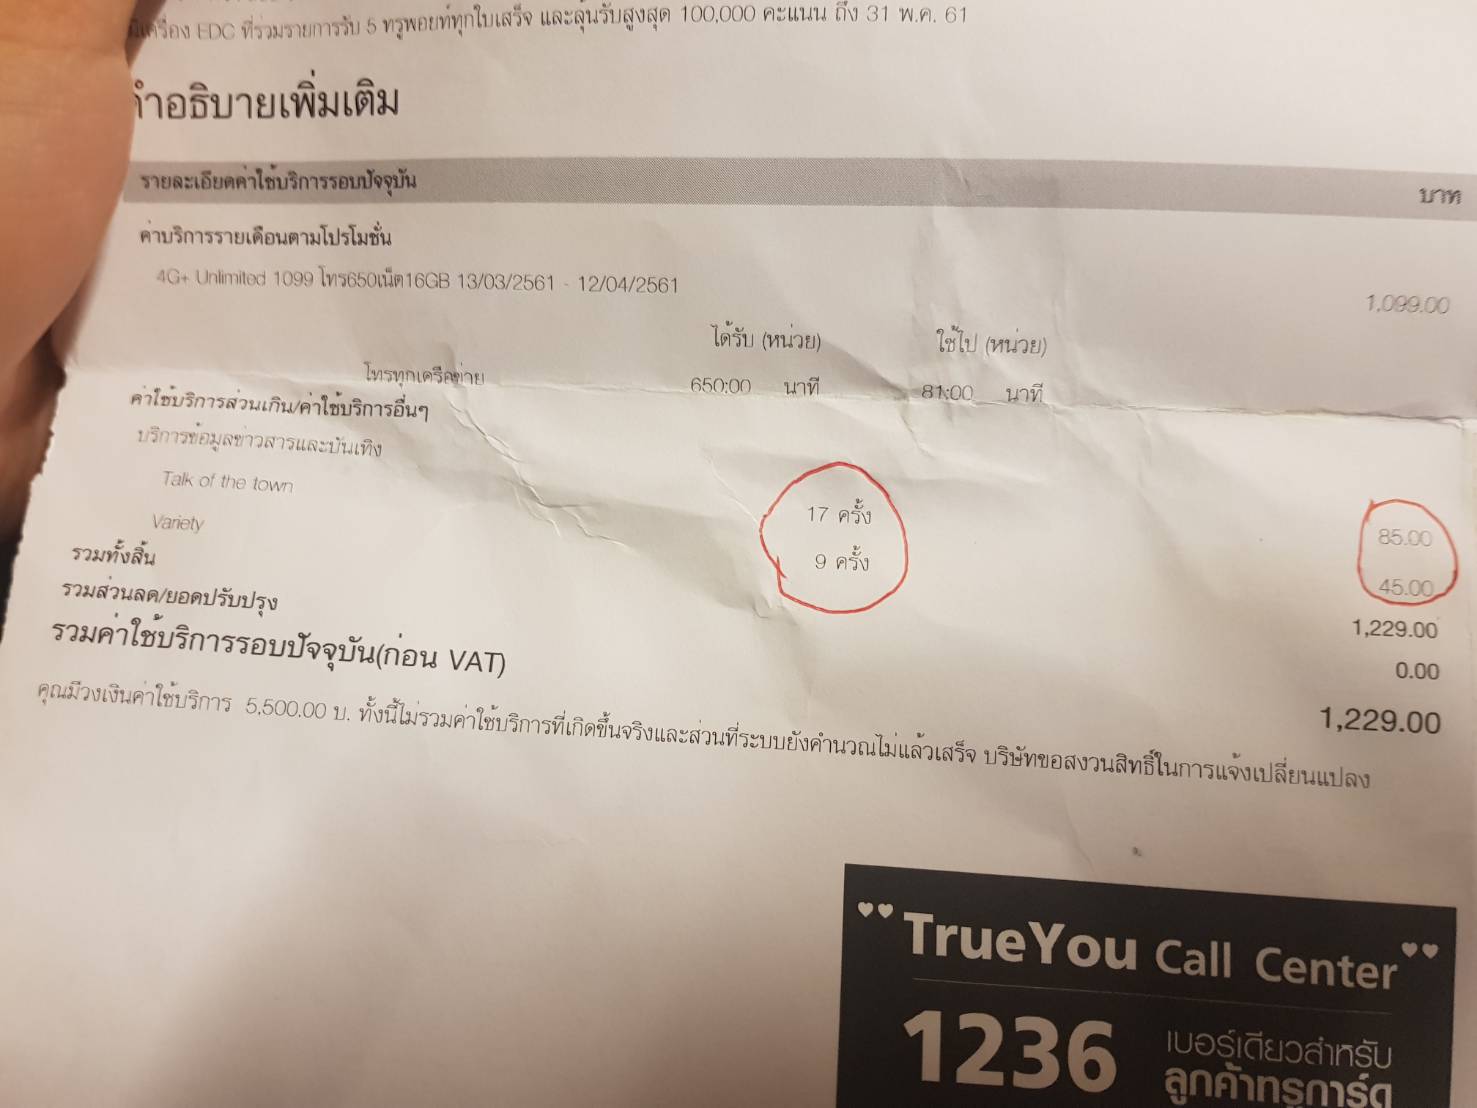 เครื่อง EDC ที่ร่วมรายการรับ 5 ทรูพอยท์ทุกใบเสร็จ และลุ้นรับสูงสุด 100,000 คะแนน ถึง 31 พ.ค. 61
คำอธิบายเพิ่มเติม
รายละเอียดค่าใช้บริการรอบปัจจุบัน บาท
ค่าบริการรายเดือนตามโปรโมชั่น
4G+ Unlimited 1099 โทร650เน็ต16GB 13/03/2561 - 12/04/2561 1,099.00
ได้รับ (หน่วย) ใช้ไป (หน่วย)
โทรทุกเครือข่าย 650:00 นาที 81:00 นาที
ค่าใช้บริการส่วนเกิน/ค่าใช้บริการอื่นๆ
บริการข้อมูลข่าวสารและบันเทิง
Talk of the town 17 ครั้ง 85.00
Variety 9 ครั้ง 45.00
รวมทั้งสิ้น 1,229.00
รวมส่วนลด/ยอดปรับปรุง 0.00
รวมค่าใช้บริการรอบปัจจุบัน(ก่อน VAT) 1,229.00
คุณมีวงเงินค่าใช้บริการ 5,500.00 บ. ทั้งนี้ไม่รวมค่าใช้บริการที่เกิดขึ้นจริงและส่วนที่ระบบยังคำนวณไม่แล้วเสร็จ บริษัทขอสงวนสิทธิ์ในการแจ้งเปลี่ยนแปลง
TrueYou Call Center
1236 เบอร์เดียวสำหรับ
ลูกค้าทรูการ์ด